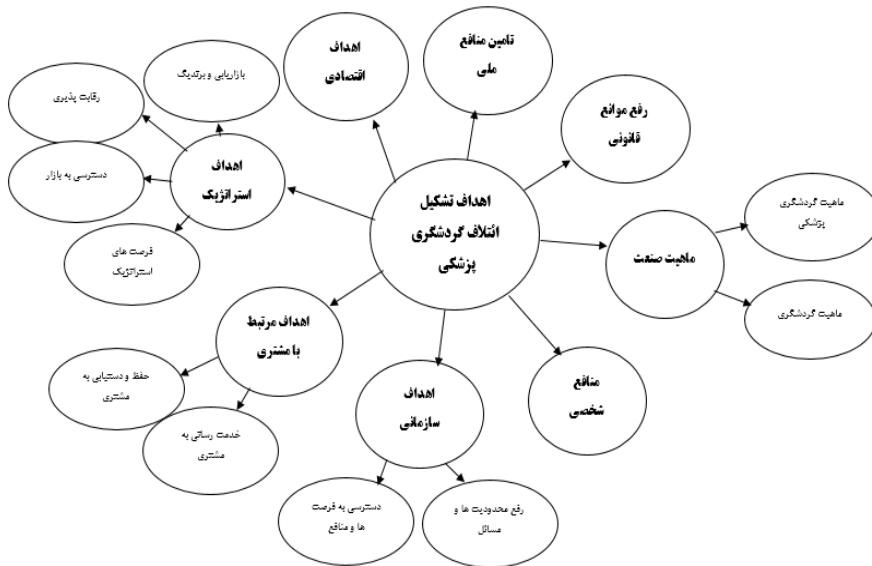 اهداف
اقتصادی
تامین منافع
ملی
بازاریابی و برندیگ
رقابت پذیری
رفع موانع
قانونی
اهداف
استراتژیک
دسترسی به بازار
اهداف تشکیل
ائتلاف گردشگری
پزشکی
ماهیت گردشگری
پزشکی
فرصت های
استراتژیک
ماهیت صنعت
ماهیت گردشگری
اهداف مرتبط
با مشتری
حفظ و دستیابی به
مشتری
منافع
شخصی
اهداف
سازمانی
خدمت رسانی به
مشتری
دسترسی به فرصت
ها و منافع
رفع محدودیت ها و
مسائل